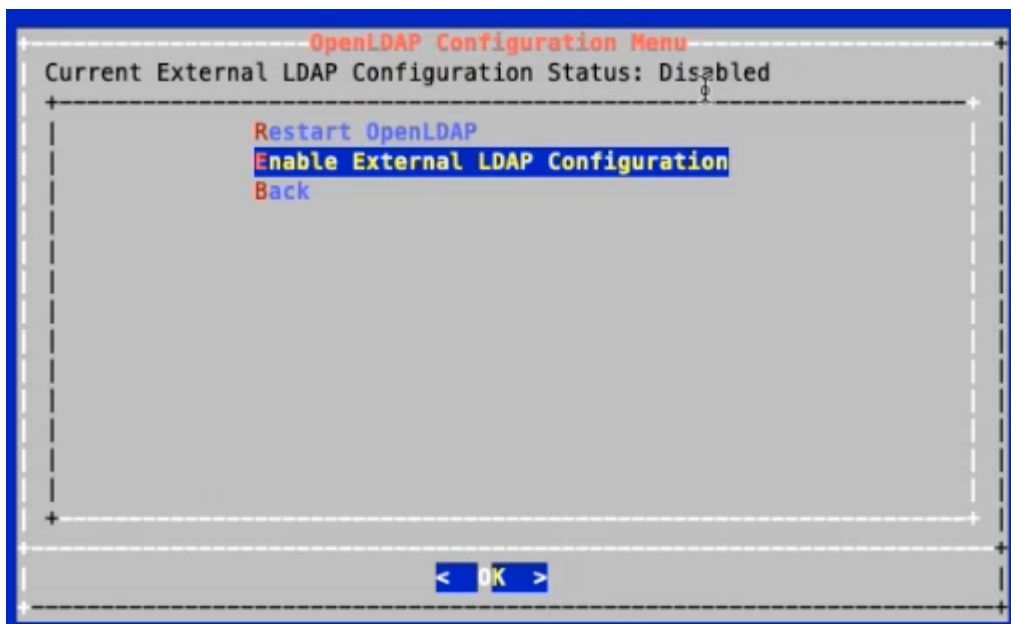 OpenLDAP Configuration Menu
Current External LDAP Configuration Status: Disabled
Restart OpenLDAP
Enable External LDAP Configuration
Back
< OK >